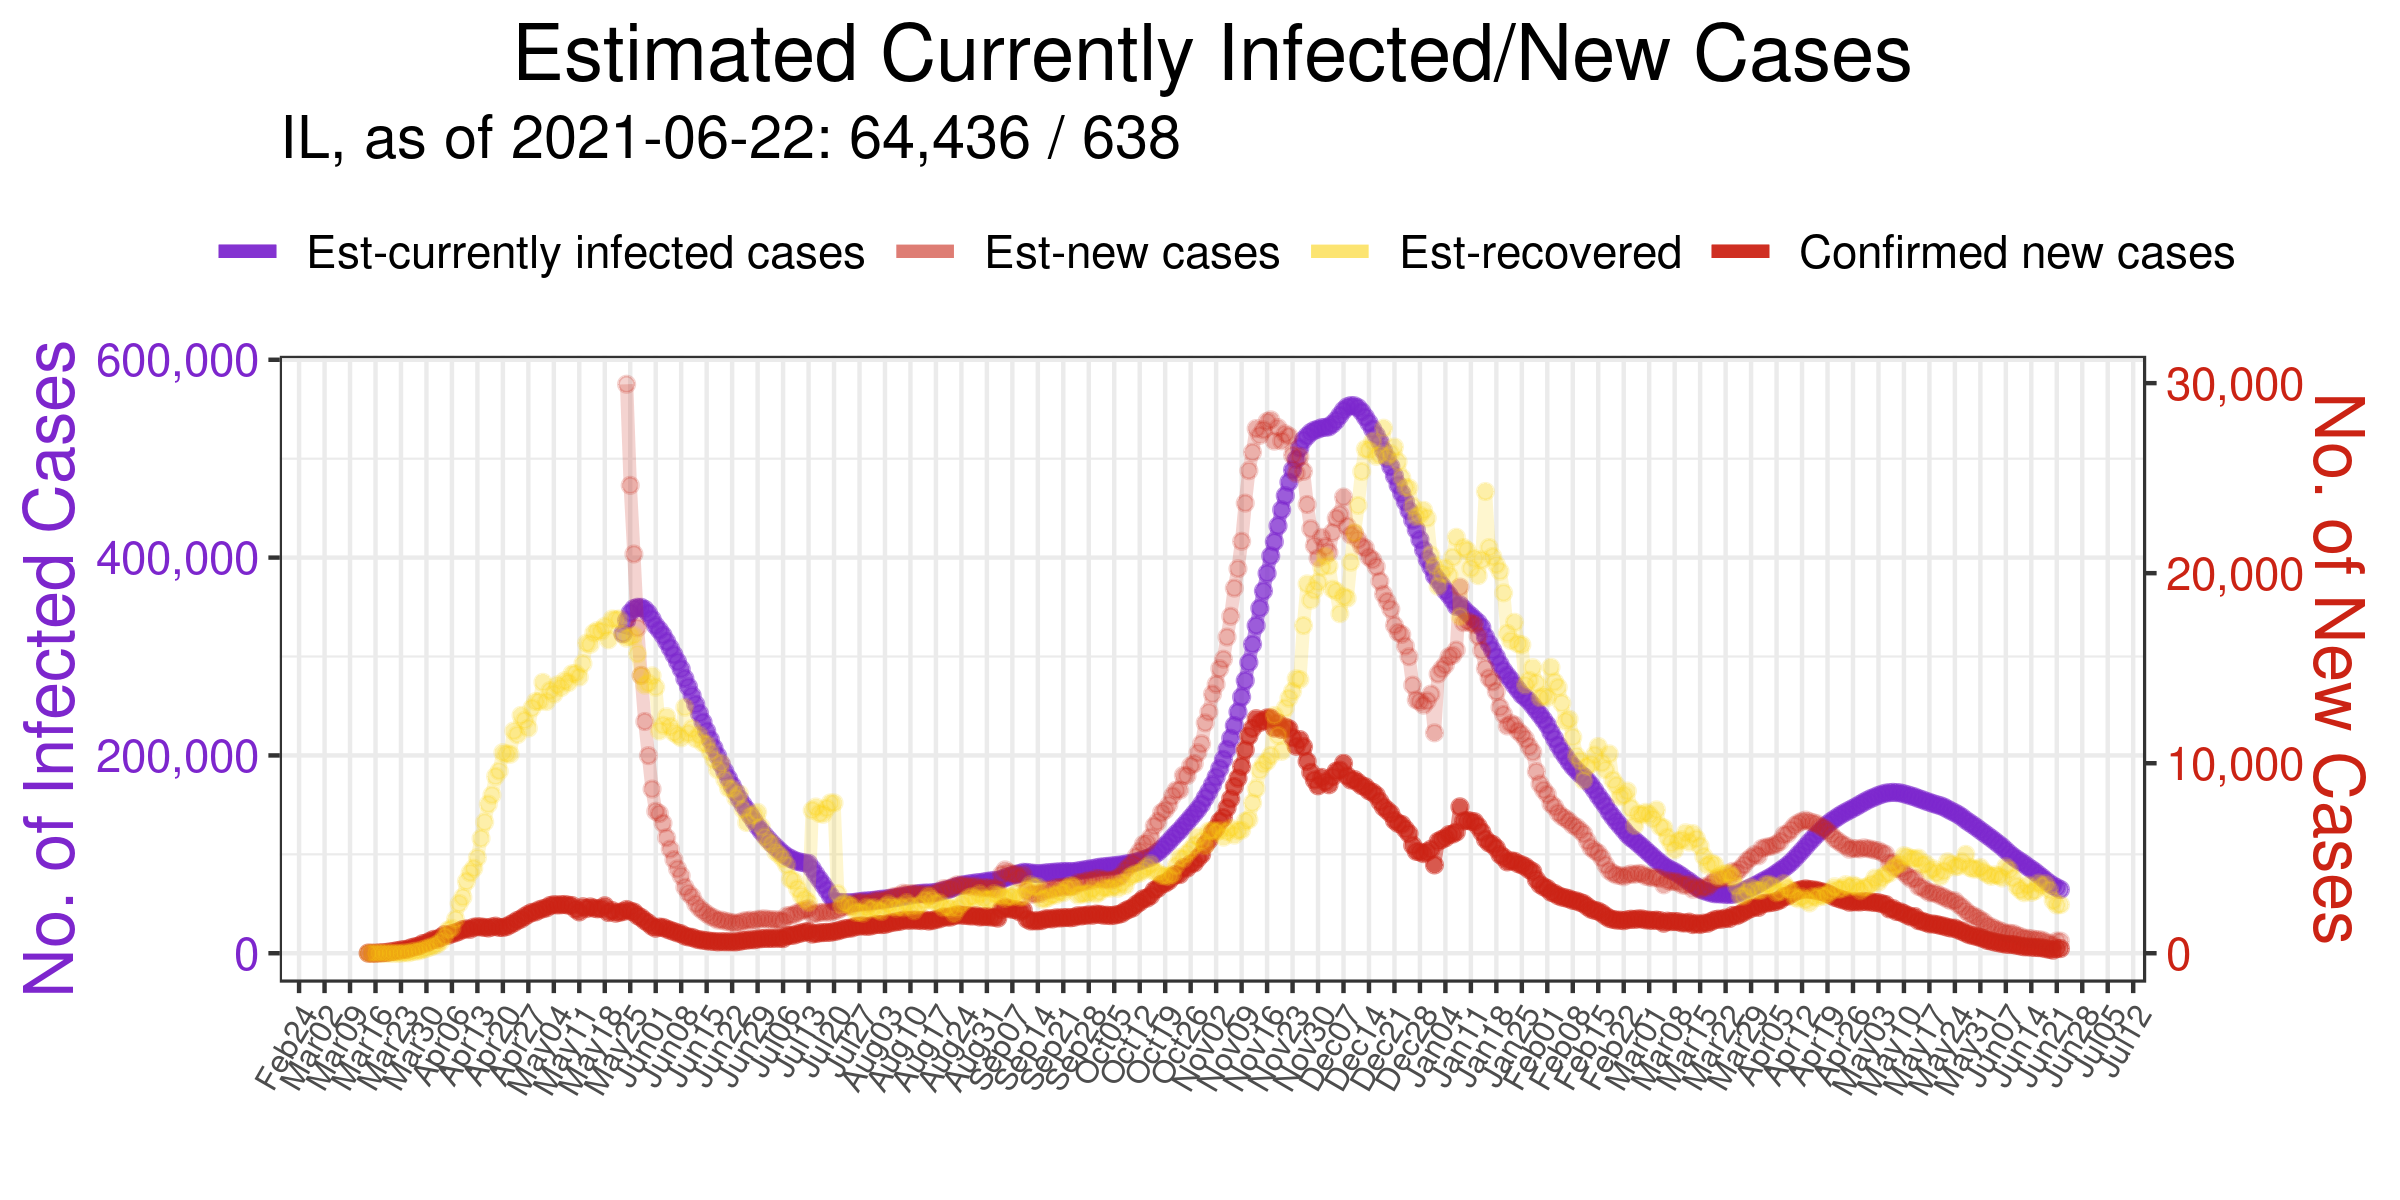 Estimated Currently Infected/New Cases
IL, as of 2021-06-22: 64,436 / 638
Est-currently infected cases
Est-new cases
Est-recovered
Confirmed new cases
No. of Infected Cases
600,000
400,000
200,000
0
30,000
20,000
10,000
0
No. of New Cases
Feb24
Mar02
Mar09
Mar16
Mar23
Mar30
Apr06
Apr13
Apr20
Apr27
May04
May11
May18
May25
Jun01
Jun08
Jun15
Jun22
Jun29
Jul06
Jul13
Jul20
Jul27
Aug03
Aug10
Aug17
Aug24
Aug31
Sep07
Sep14
Sep21
Sep28
Oct05
Oct12
Oct19
Oct26
Nov02
Nov09
Nov16
Nov23
Nov30
Dec07
Dec14
Dec21
Dec28
Jan04
Jan11
Jan18
Jan25
Feb01
Feb08
Feb15
Feb22
Mar01
Mar08
Mar15
Mar22
Mar29
Apr05
Apr12
Apr19
Apr26
May03
May10
May17
May24
May31
Jun07
Jun14
Jun21
Jun28
Jul05
Jul12